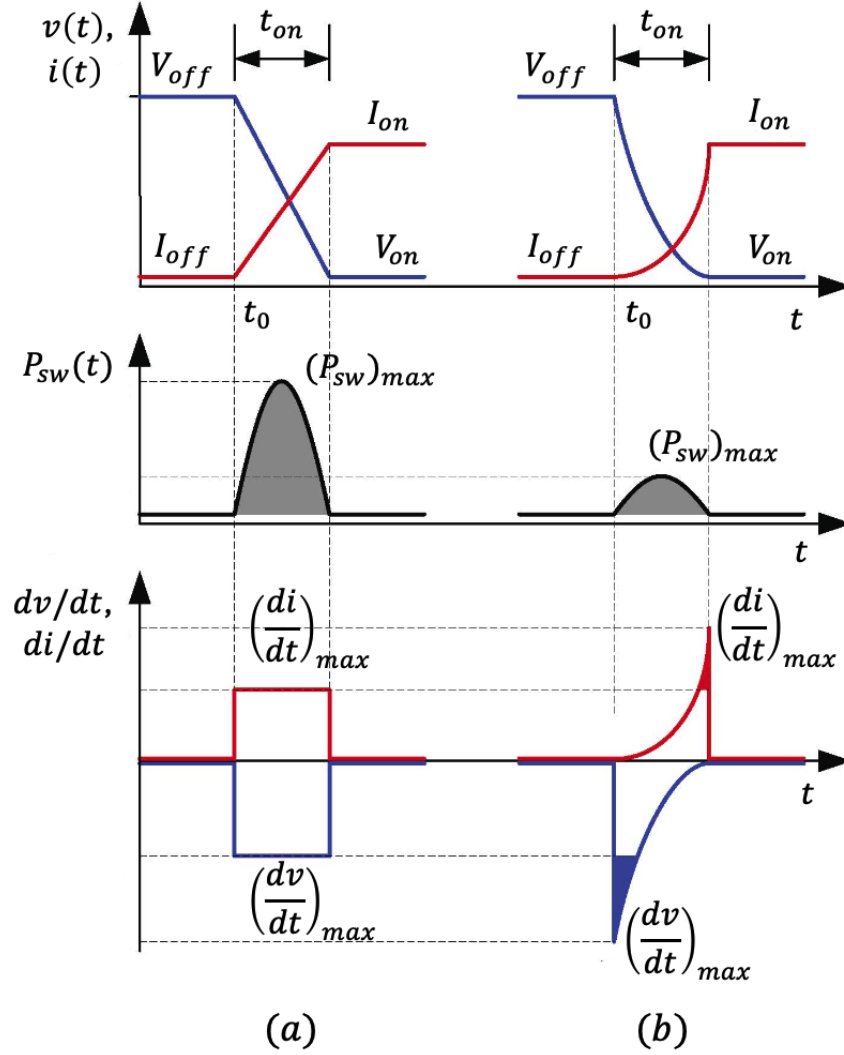 v(t),
i(t)
t_on
t_on
V_off
V_off
I_on
I_on
I_off
V_on
I_off
V_on
t_0
t_0
t
P_sw(t)
(P_sw)_max
(P_sw)_max
t
dv/dt,
di/dt
(di/dt)_max
(di/dt)_max
t
(dv/dt)_max
(dv/dt)_max
(a)
(b)